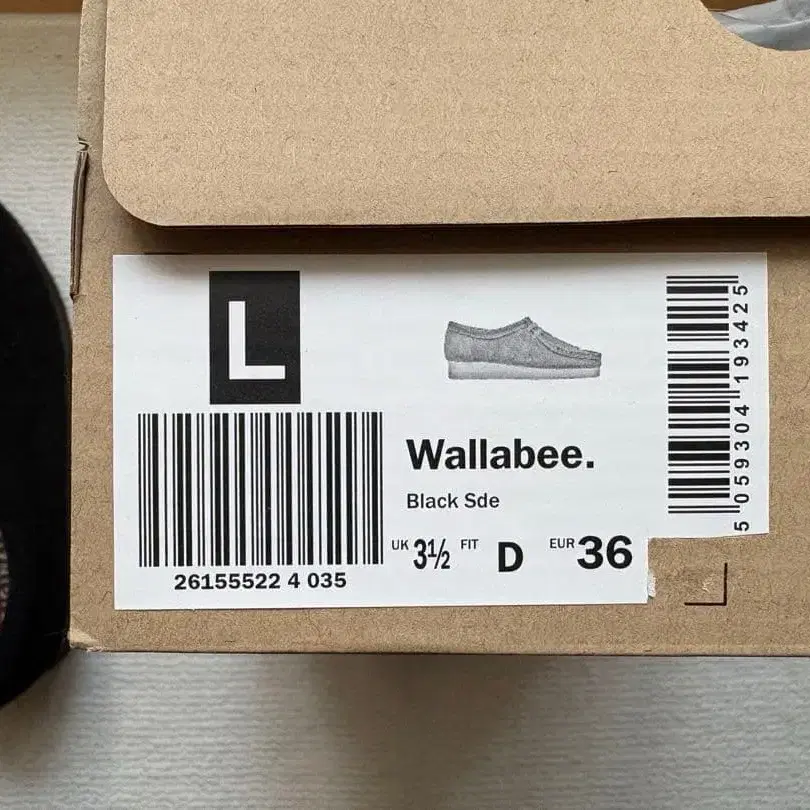 L
Wallabee.
Black Sde
UK 3½ FIT D EUR 36
26155522 4 035
5 059304 193425